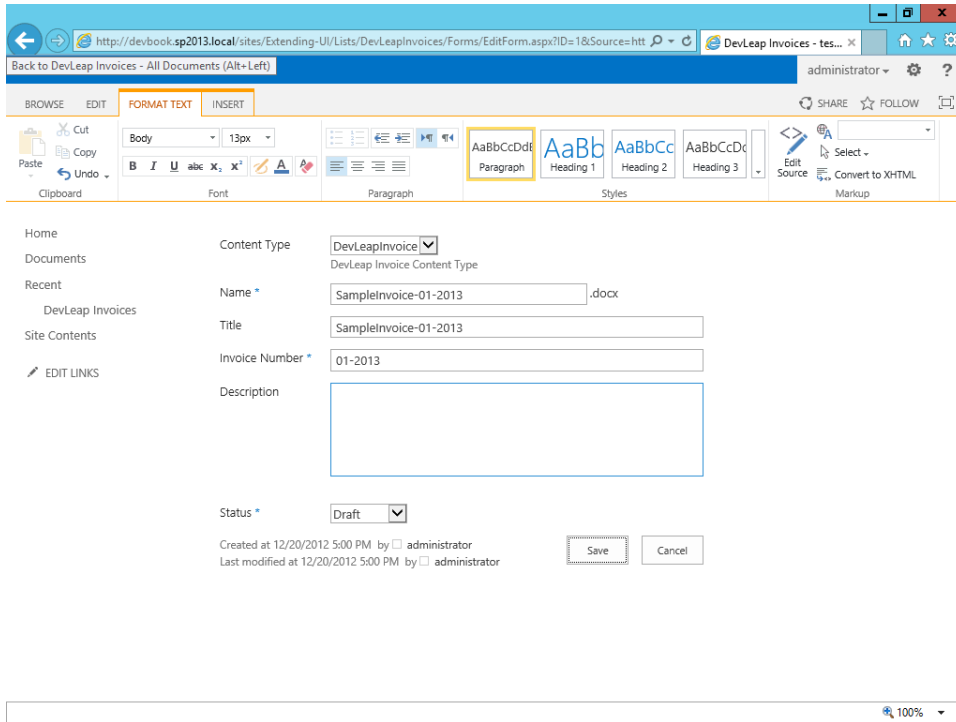 http://devbook.sp2013.local/sites/Extending-UI/Lists/DevLeapInvoices/Forms/EditForm.aspx?ID=1&Source=htt
DevLeap Invoices - tes...
Back to DevLeap Invoices - All Documents (Alt+Left)
administrator
?
BROWSE EDIT FORMAT TEXT INSERT
SHARE FOLLOW
Paste
Cut
Copy
Undo
Clipboard
Body 13px
B I U abc X₂ X² A
Font
Paragraph
AaBbCcDdE
Paragraph
AaBb
Heading 1
AaBbCc
Heading 2
AaBbCcDc
Heading 3
Styles
Edit
Source
Select
Convert to XHTML
Markup
Home
Documents
Recent
DevLeap Invoices
Site Contents
EDIT LINKS
Content Type DevLeapInvoice
DevLeap Invoice Content Type
Name * SampleInvoice-01-2013 .docx
Title SampleInvoice-01-2013
Invoice Number * 01-2013
Description
Status * Draft
Created at 12/20/2012 5:00 PM by administrator
Last modified at 12/20/2012 5:00 PM by administrator
Save Cancel
100%